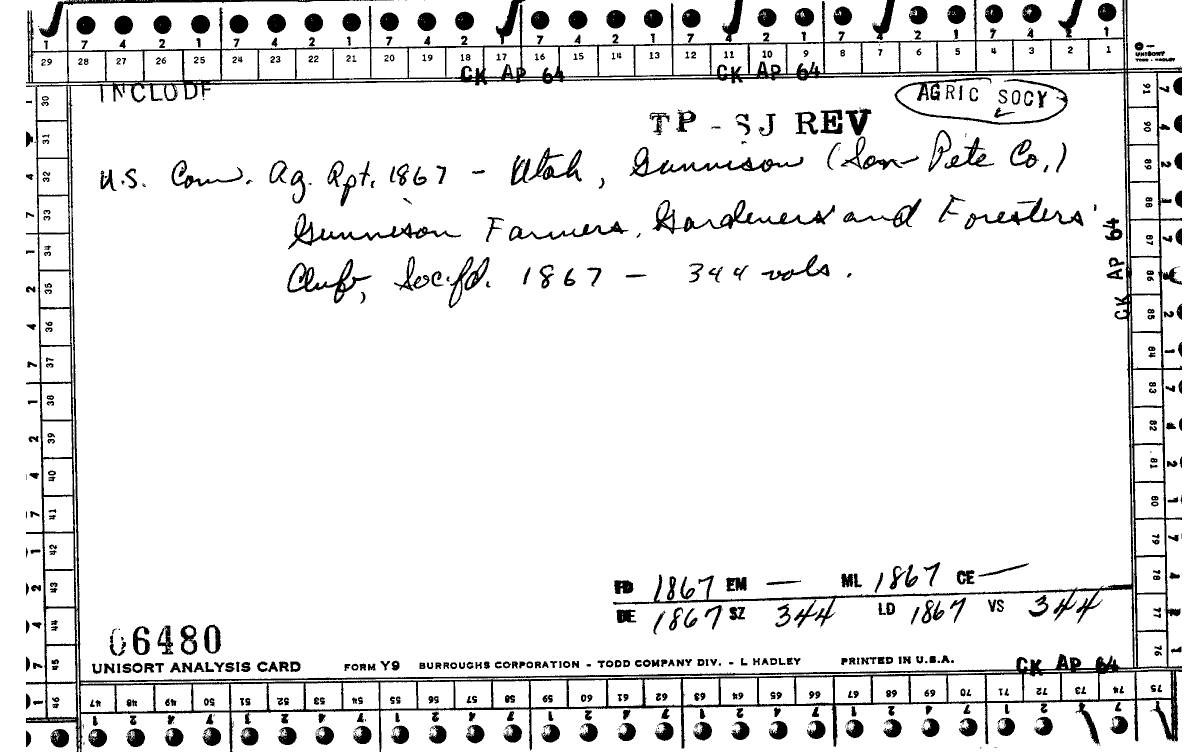 1 7 4 2 1 7 4 2 1 7 4 2 1 7 4 2 1 7 4 2 1 7 4 2 1 7 4 2 1
29 28 27 26 25 24 23 22 21 20 19 18 17 16 15 14 13 12 11 10 9 8 7 6 5 4 3 2 1
UNISORT
TODD - HADLEY
CK AP 64 CK AP 64
INCLUDE
AGRIC SOCY
TP - SJ REV
U.S. Com. Ag. Rpt. 1867 - Utah, Gunnison (San Pete Co.)
Gunnison Farmers, Gardeners and Foresters'
Club, Soc. fd. 1867 - 344 vols.
CK AP 64
FD 1867 EM — ML 1867 CE —
DE 1867 SZ 344 LD 1867 VS 344
06480
UNISORT ANALYSIS CARD FORM Y9 BURROUGHS CORPORATION - TODD COMPANY DIV. - L HADLEY PRINTED IN U.S.A.
CK AP 64
30 31 32 33 34 35 36 37 38 39 40 41 42 43 44 45 46
91 90 89 88 87 86 85 84 83 82 81 80 79 78 77 76
47 48 49 50 51 52 53 54 55 56 57 58 59 60 61 62 63 64 65 66 67 68 69 70 71 72 73 74 75